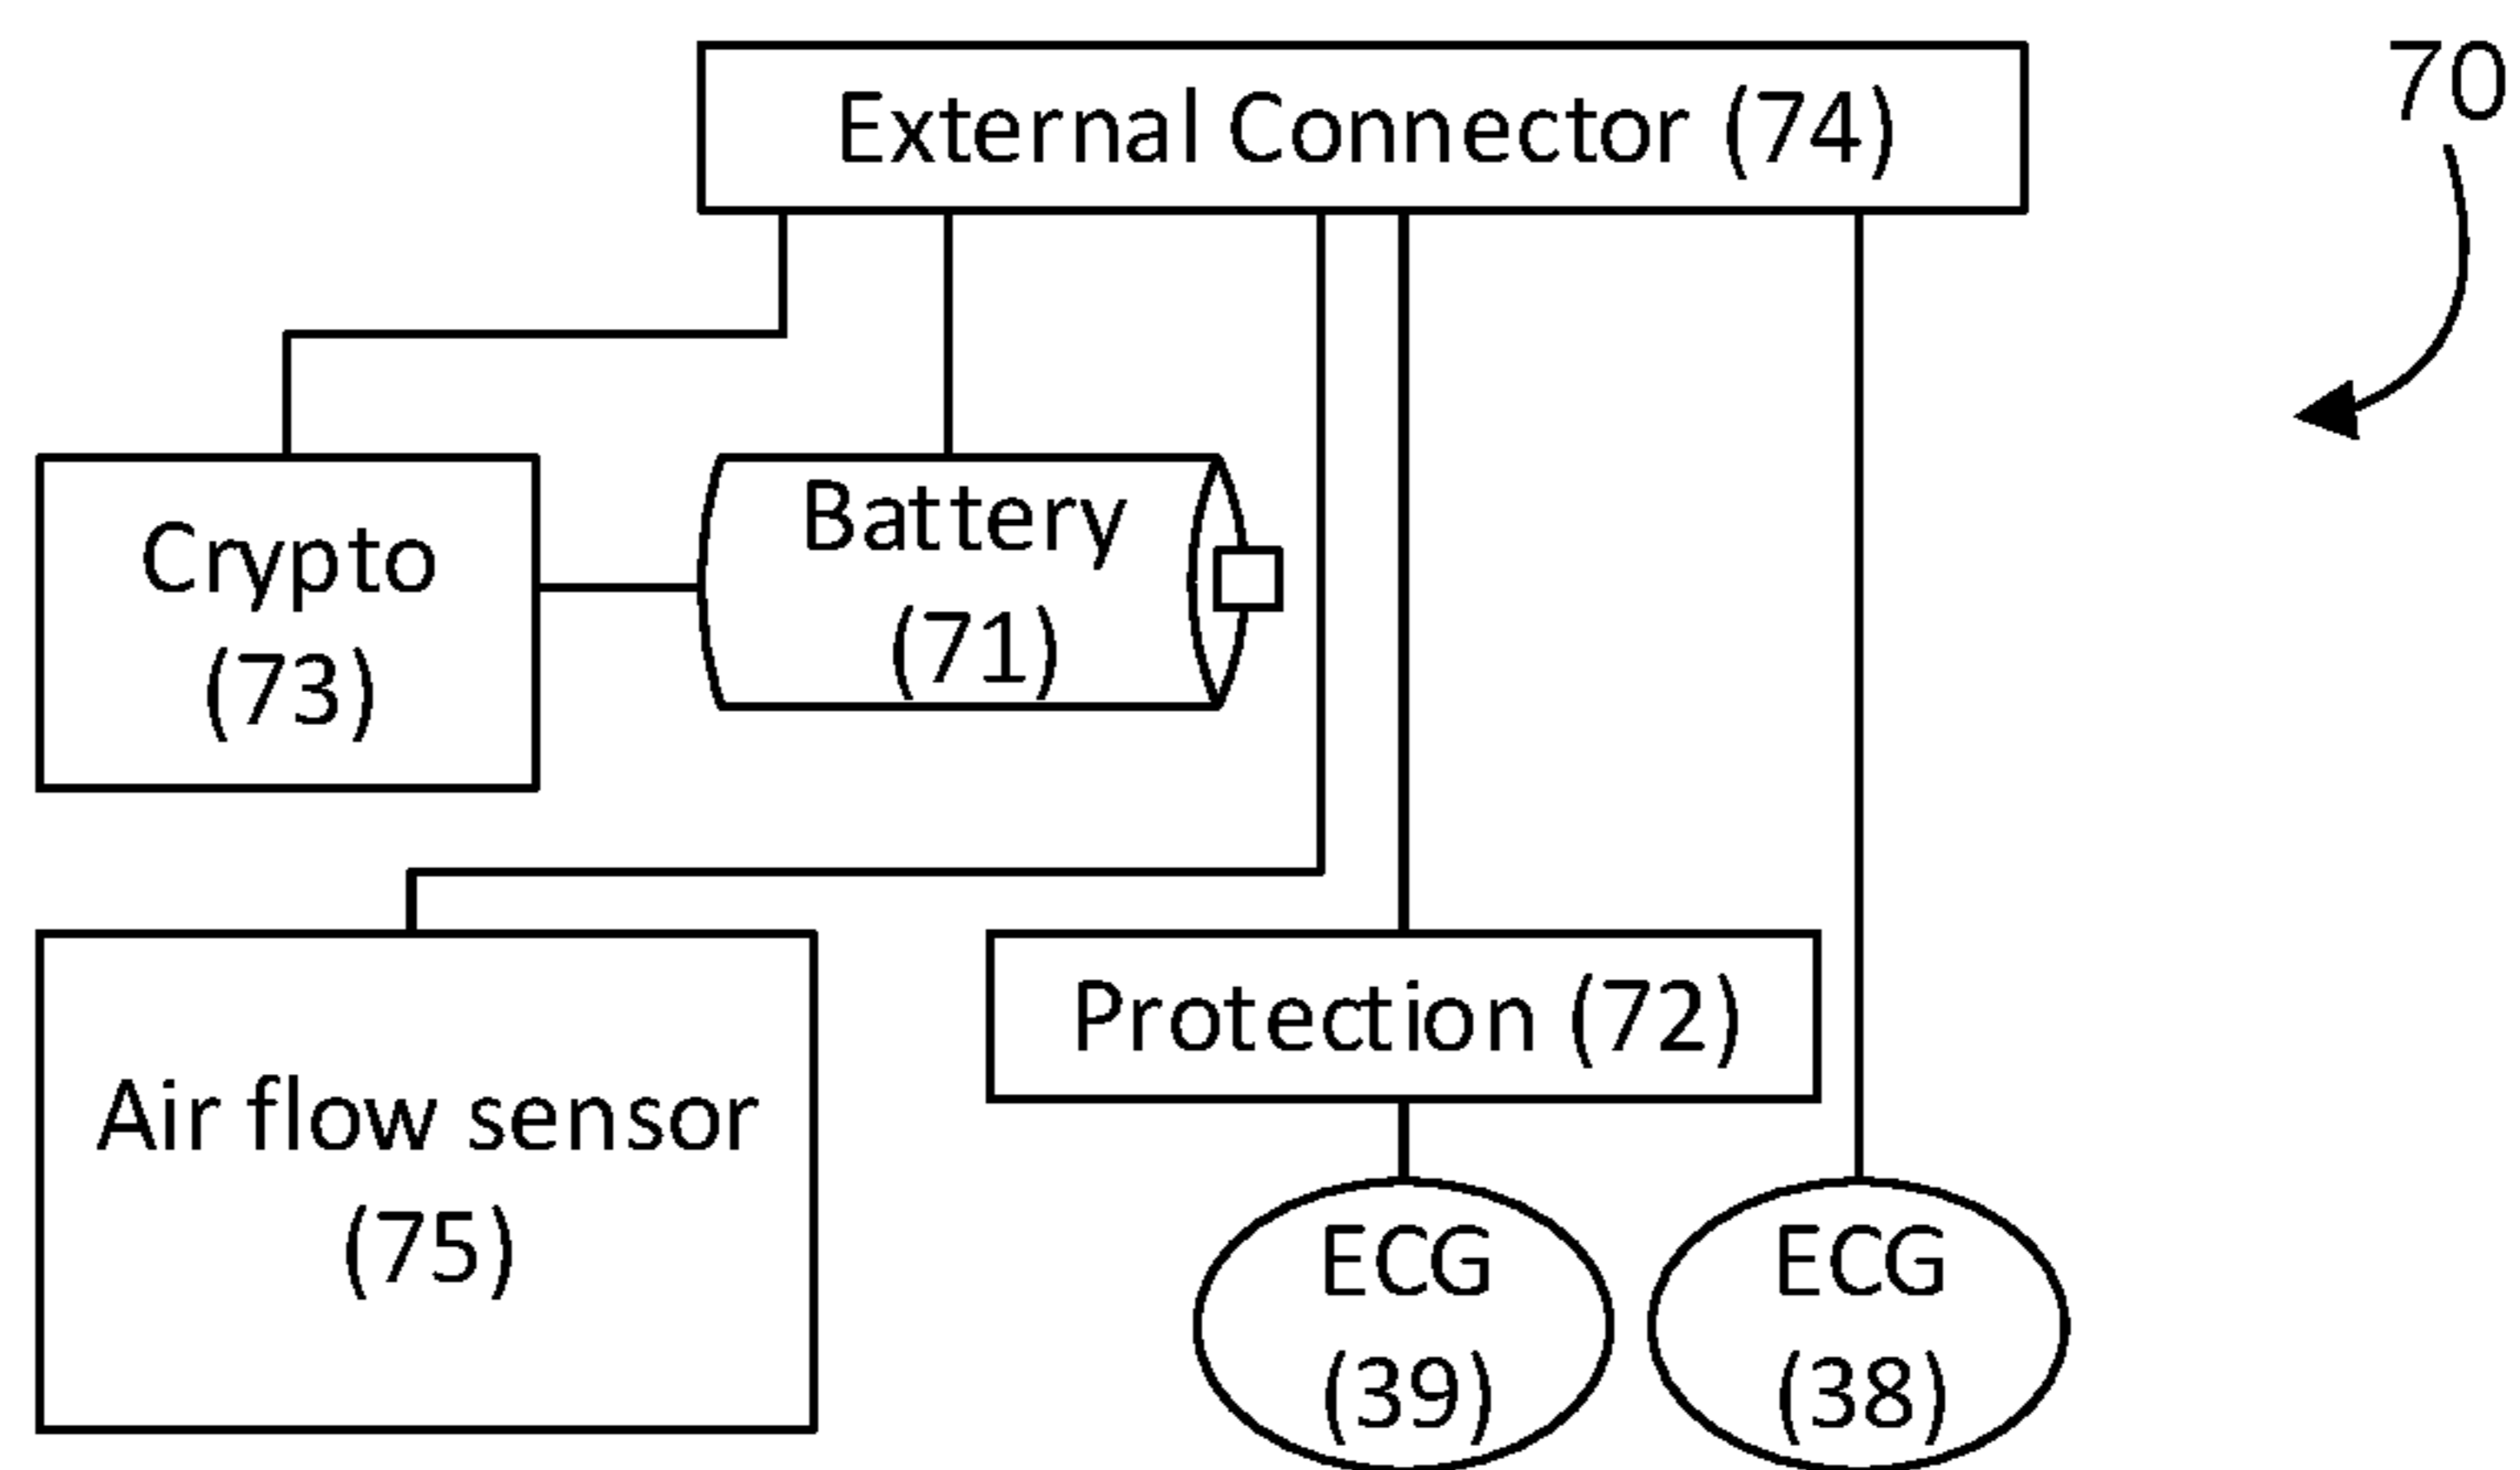 External Connector (74)
70
Crypto
(73)
Battery
(71)
Protection (72)
Air flow sensor
(75)
ECG
(39)
ECG
(38)